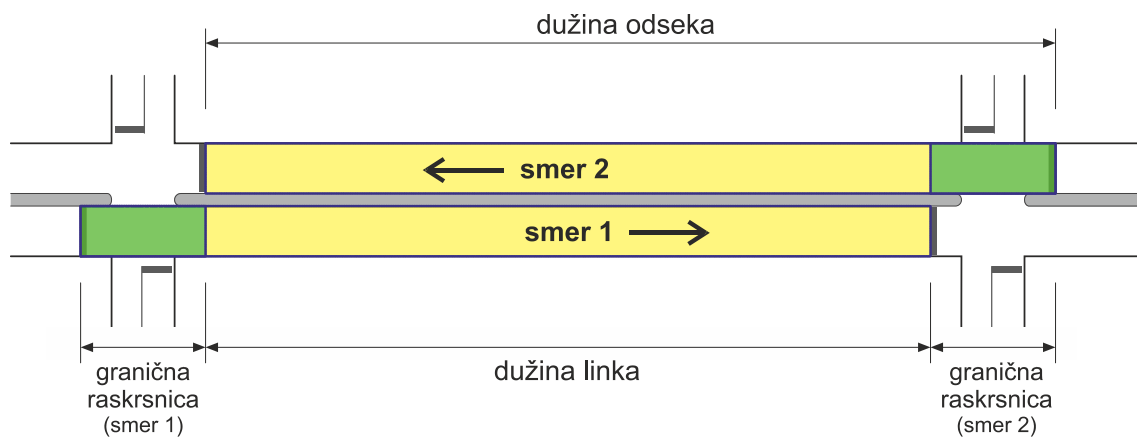 dužina odseka
smer 2
smer 1
granična
raskrsnica
(smer 1)
dužina linka
granična
raskrsnica
(smer 2)